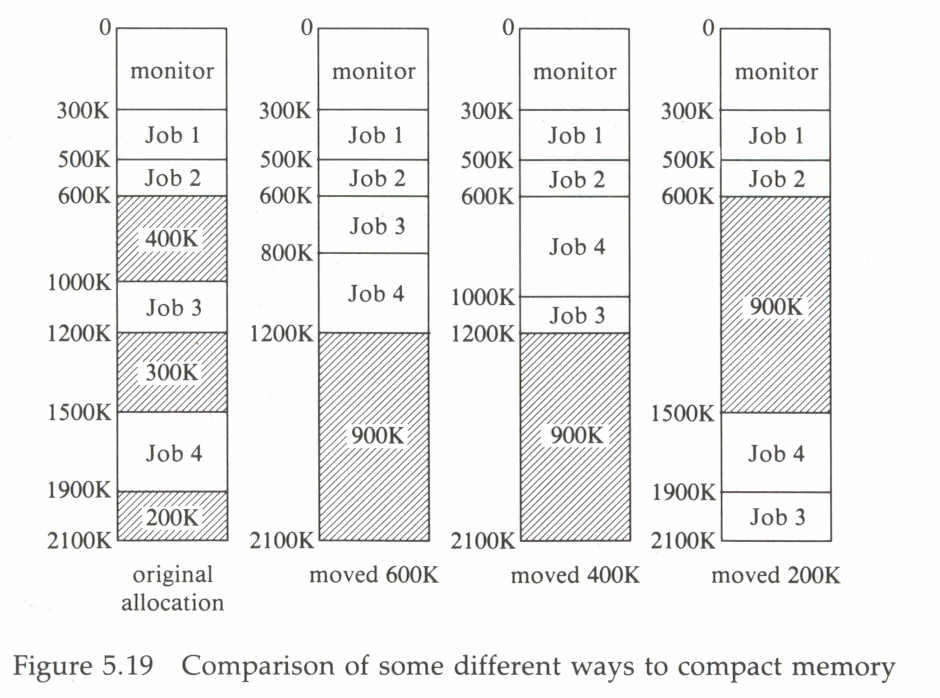 0
monitor
300K
Job 1
500K
Job 2
600K
400K
1000K
Job 3
1200K
300K
1500K
Job 4
1900K
200K
2100K
original
allocation
0
monitor
300K
Job 1
500K
Job 2
600K
Job 3
800K
Job 4
1200K
900K
2100K
moved 600K
0
monitor
300K
Job 1
500K
Job 2
600K
Job 4
1000K
Job 3
1200K
900K
2100K
moved 400K
0
monitor
300K
Job 1
500K
Job 2
600K
900K
1500K
Job 4
1900K
Job 3
2100K
moved 200K
Figure 5.19 Comparison of some different ways to compact memory